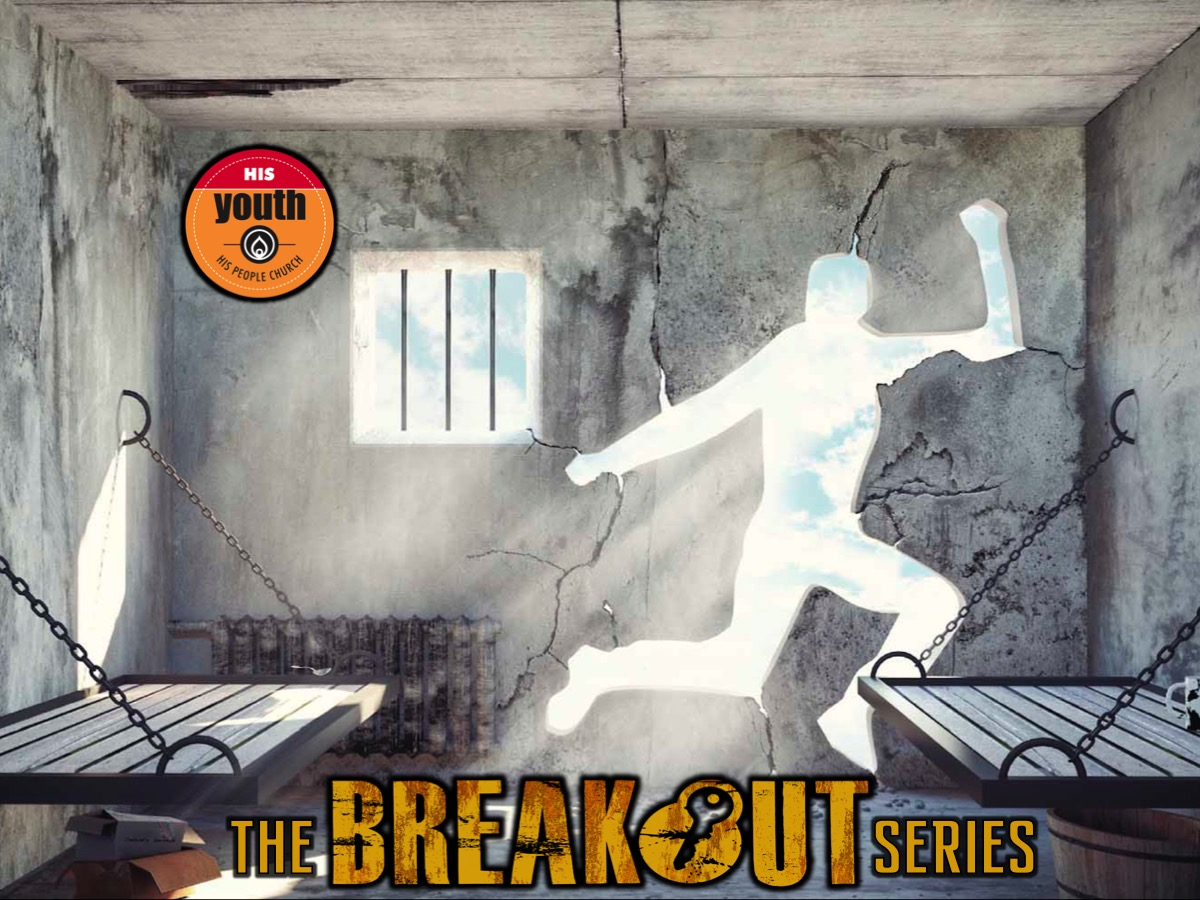 HIS
youth
HIS PEOPLE CHURCH
THE BREAKOUT SERIES